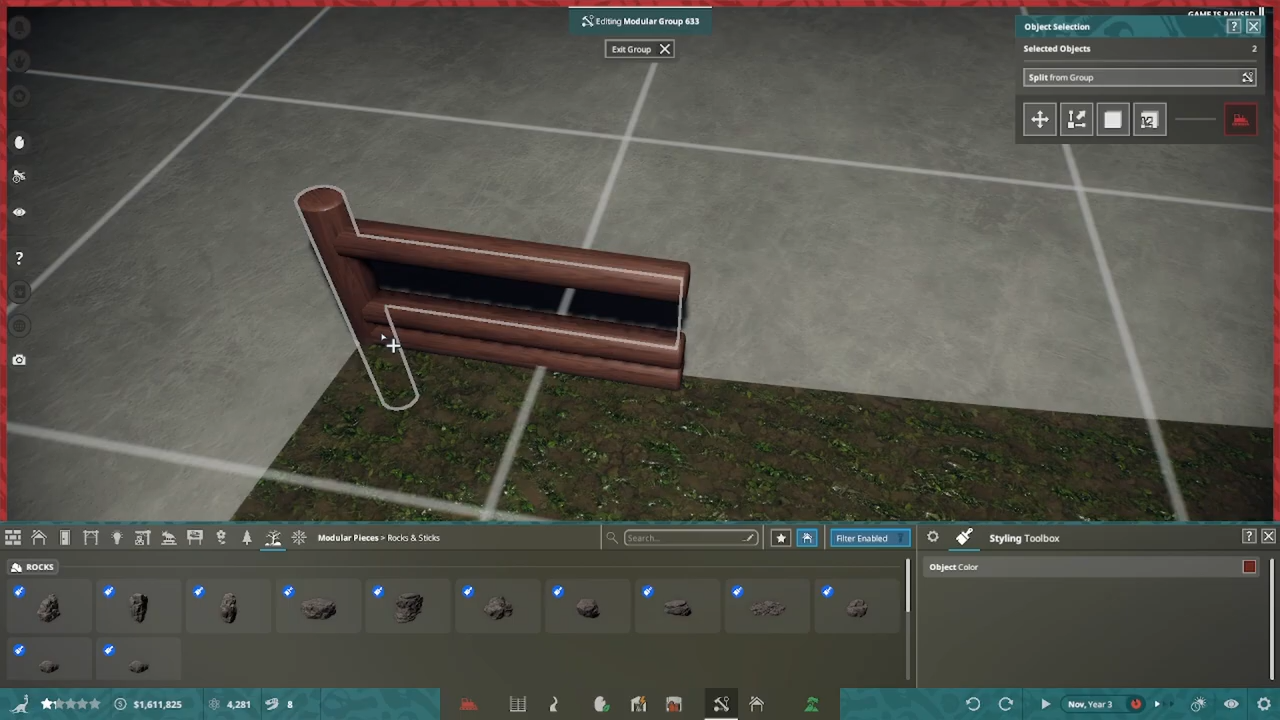 GAME IS PAUSED
Editing Modular Group 633
Exit Group
Object Selection
?
Selected Objects 2
Split from Group
?
Modular Pieces > Rocks & Sticks
Search...
Filter Enabled
Styling Toolbox
?
ROCKS
Object Color
$1,611,825
4,281
8
Nov, Year 3